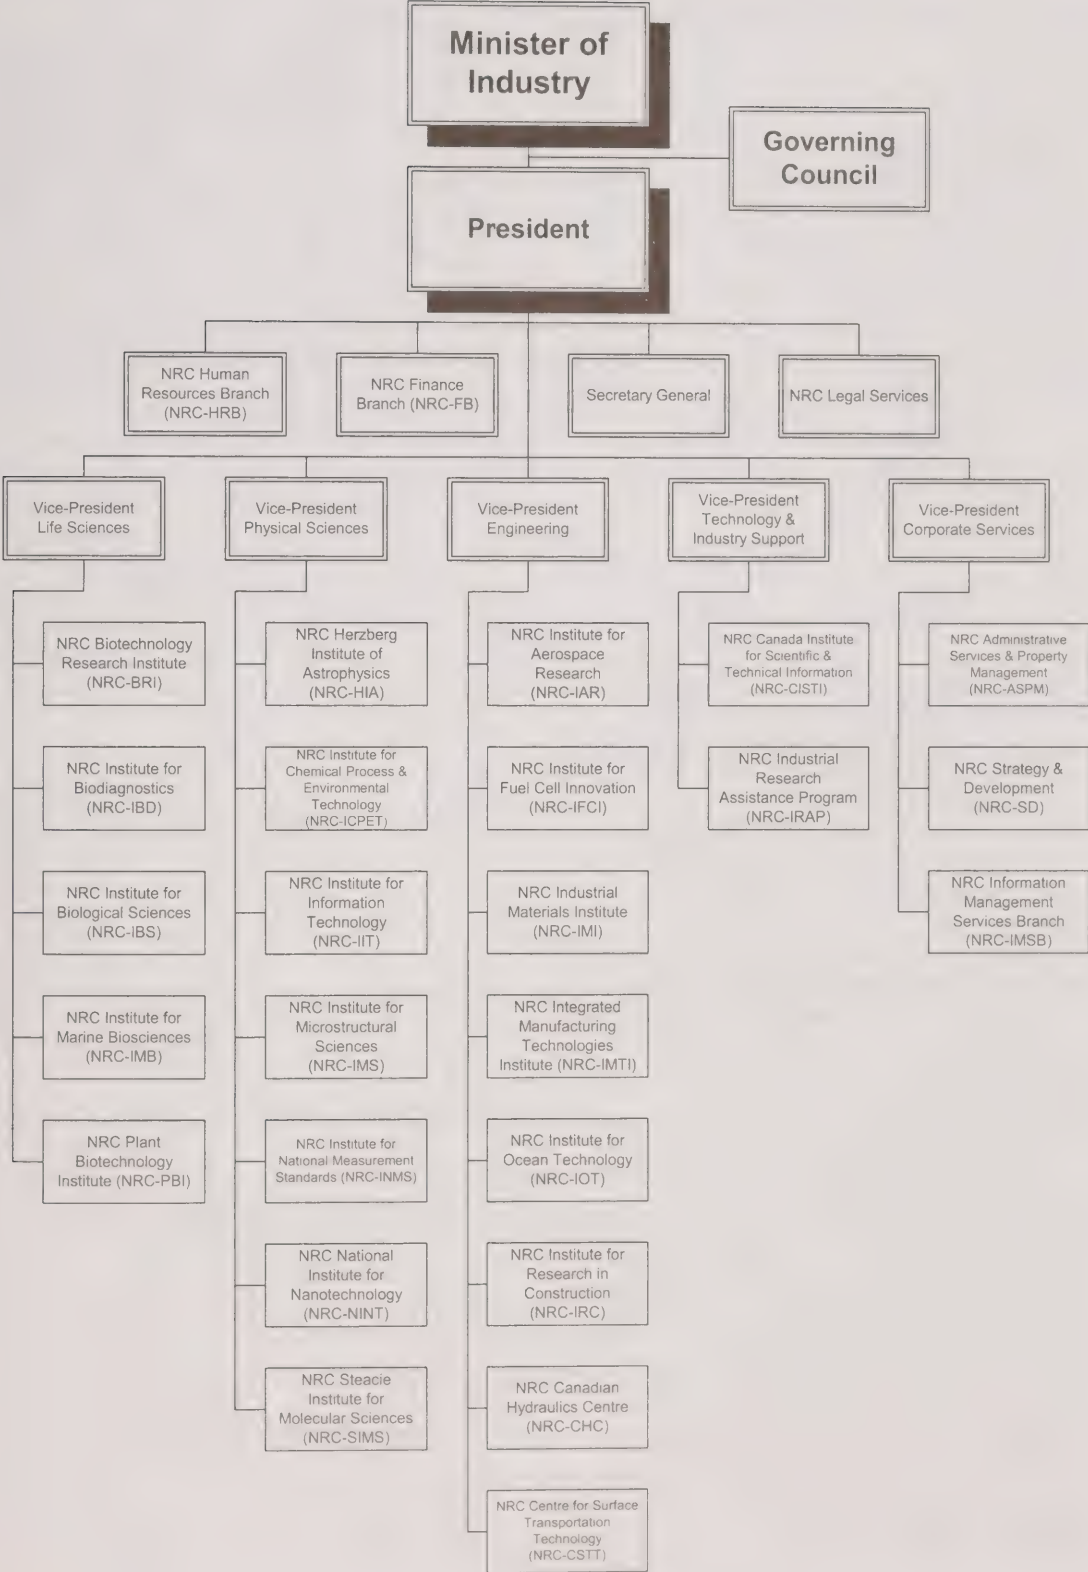 Minister of
Industry
Governing
Council
President
NRC Human
Resources Branch
(NRC-HRB)
NRC Finance
Branch (NRC-FB)
Secretary General
NRC Legal Services
Vice-President
Life Sciences
Vice-President
Physical Sciences
Vice-President
Engineering
Vice-President
Technology &
Industry Support
Vice-President
Corporate Services
NRC Biotechnology
Research Institute
(NRC-BRI)
NRC Institute for
Biodiagnostics
(NRC-IBD)
NRC Institute for
Biological Sciences
(NRC-IBS)
NRC Institute for
Marine Biosciences
(NRC-IMB)
NRC Plant
Biotechnology
Institute (NRC-PBI)
NRC Herzberg
Institute of
Astrophysics
(NRC-HIA)
NRC Institute for
Chemical Process &
Environmental
Technology
(NRC-ICPET)
NRC Institute for
Information
Technology
(NRC-IIT)
NRC Institute for
Microstructural
Sciences
(NRC-IMS)
NRC Institute for
National Measurement
Standards (NRC-INMS)
NRC National
Institute for
Nanotechnology
(NRC-NINT)
NRC Steacie
Institute for
Molecular Sciences
(NRC-SIMS)
NRC Institute for
Aerospace
Research
(NRC-IAR)
NRC Institute for
Fuel Cell Innovation
(NRC-IFCI)
NRC Industrial
Materials Institute
(NRC-IMI)
NRC Integrated
Manufacturing
Technologies
Institute (NRC-IMTI)
NRC Institute for
Ocean Technology
(NRC-IOT)
NRC Institute for
Research in
Construction
(NRC-IRC)
NRC Canadian
Hydraulics Centre
(NRC-CHC)
NRC Centre for Surface
Transportation
Technology
(NRC-CSTT)
NRC Canada Institute
for Scientific &
Technical Information
(NRC-CISTI)
NRC Industrial
Research
Assistance Program
(NRC-IRAP)
NRC Administrative
Services & Property
Management
(NRC-ASPM)
NRC Strategy &
Development
(NRC-SD)
NRC Information
Management
Services Branch
(NRC-IMSB)